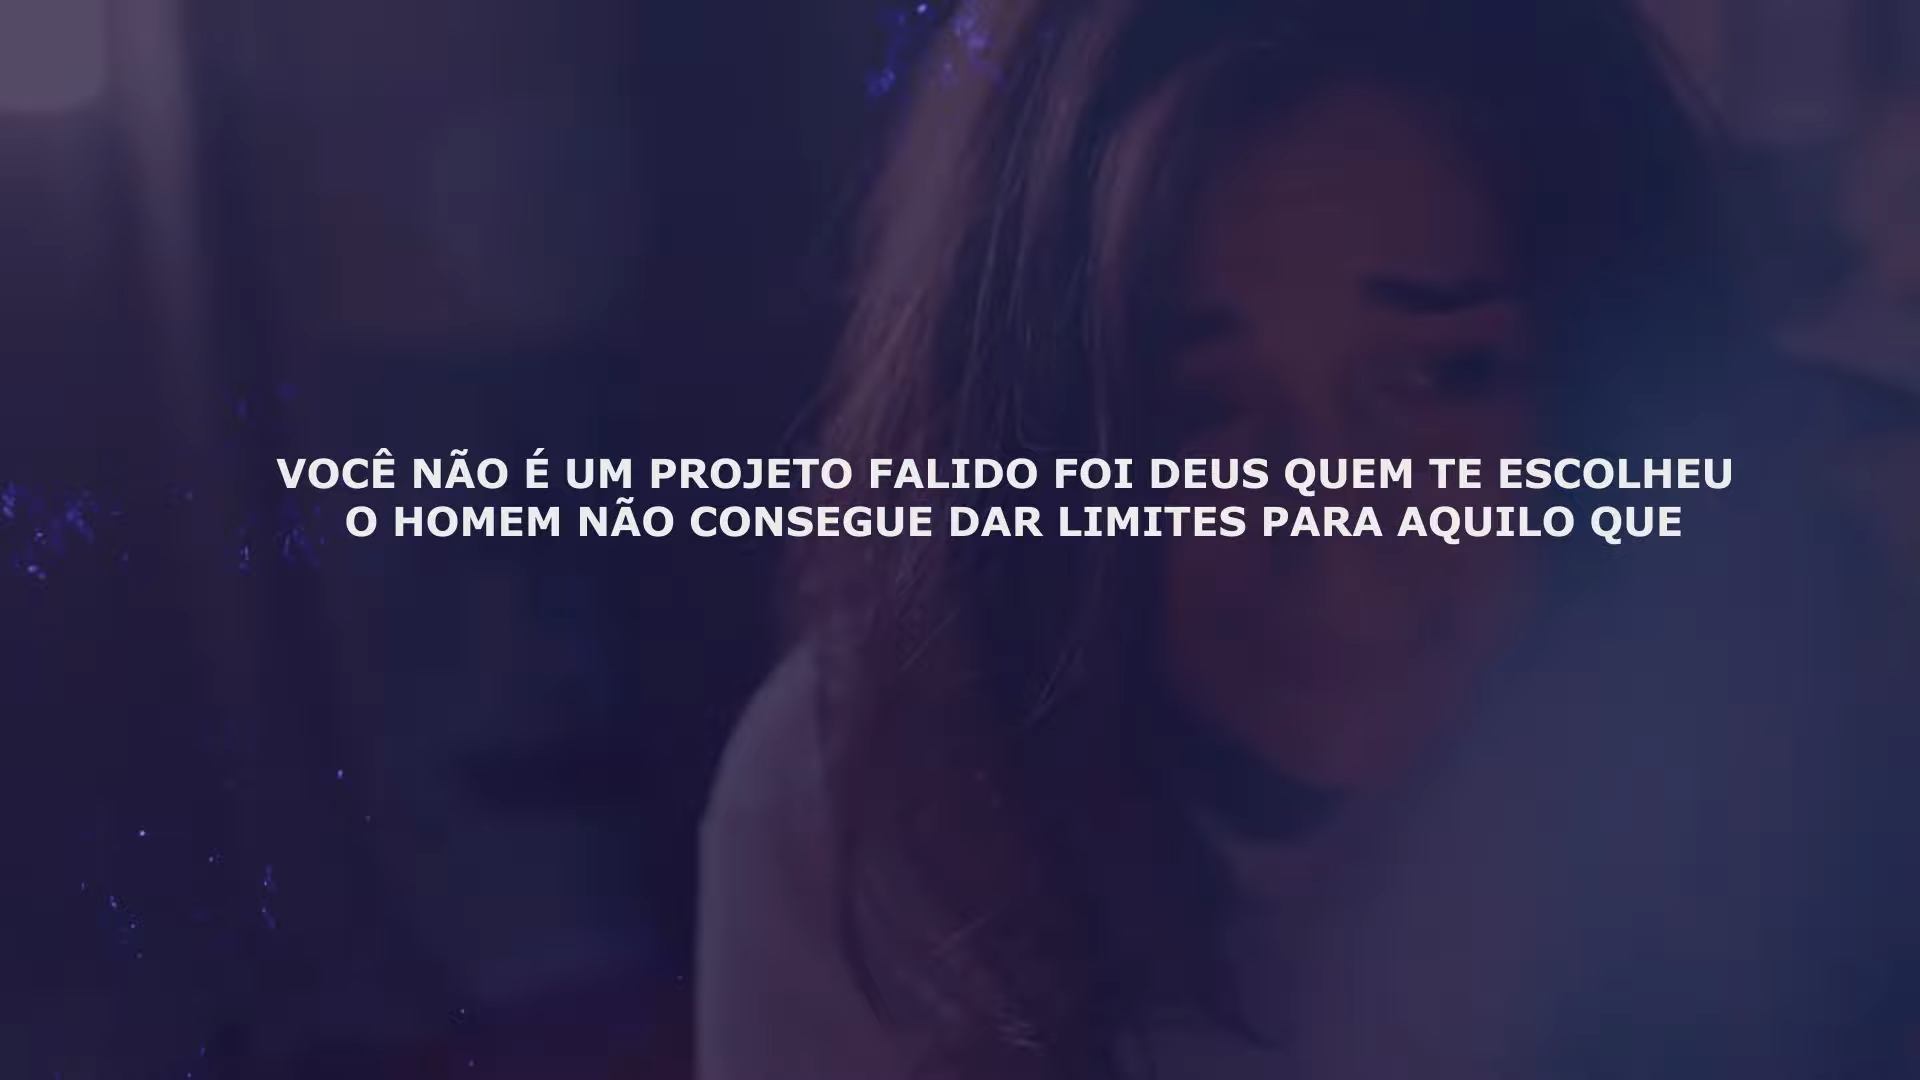 VOCÊ NÃO É UM PROJETO FALIDO FOI DEUS QUEM TE ESCOLHEU
O HOMEM NÃO CONSEGUE DAR LIMITES PARA AQUILO QUE